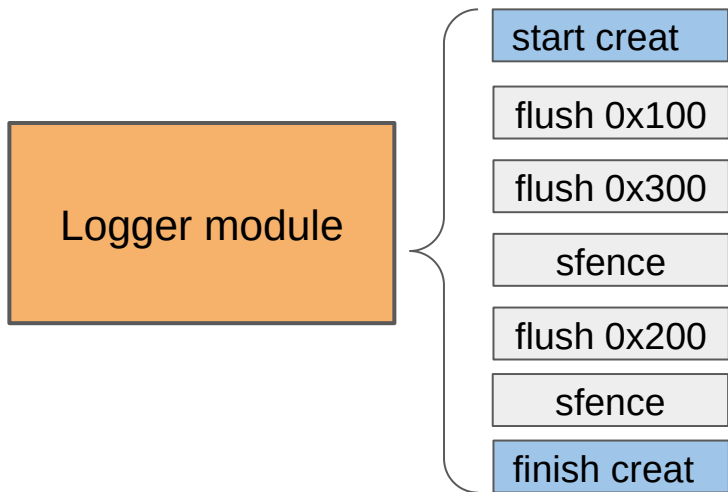 Logger module
start creat
flush 0x100
flush 0x300
sfence
flush 0x200
sfence
finish creat